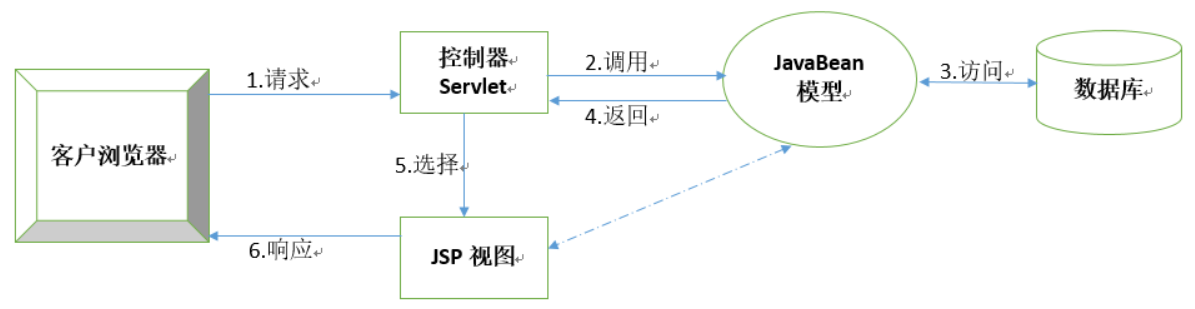 客户浏览器
1.请求
控制器
Servlet
2.调用
4.返回
JavaBean
模型
3.访问
数据库
5.选择
JSP 视图
6.响应